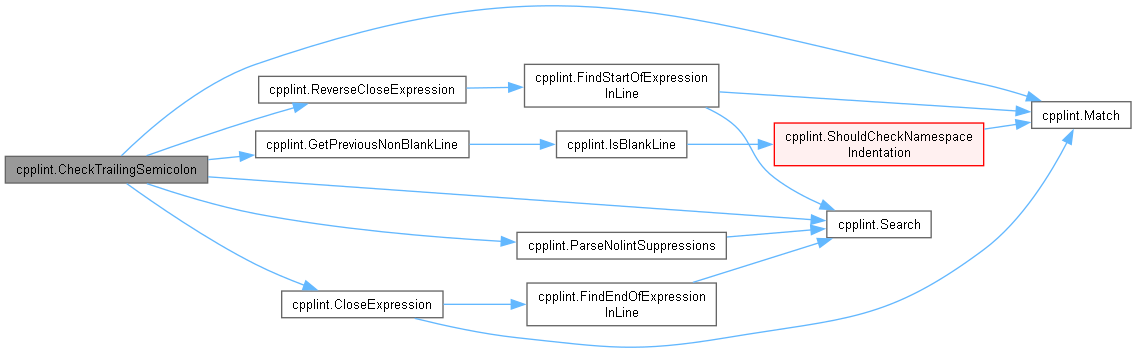 cpplint.CheckTrailingSemicolon
cpplint.ReverseCloseExpression
cpplint.GetPreviousNonBlankLine
cpplint.CloseExpression
cpplint.FindStartOfExpression
InLine
cpplint.IsBlankLine
cpplint.ParseNolintSuppressions
cpplint.FindEndOfExpression
InLine
cpplint.ShouldCheckNamespace
Indentation
cpplint.Search
cpplint.Match